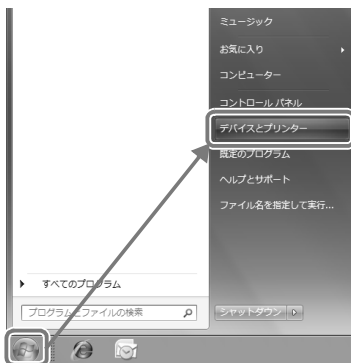 ミュージック
お気に入り
コンピューター
コントロール パネル
デバイスとプリンター
既定のプログラム
ヘルプとサポート
ファイル名を指定して実行...
すべてのプログラム
プログラムとファイルの検索
シャットダウン